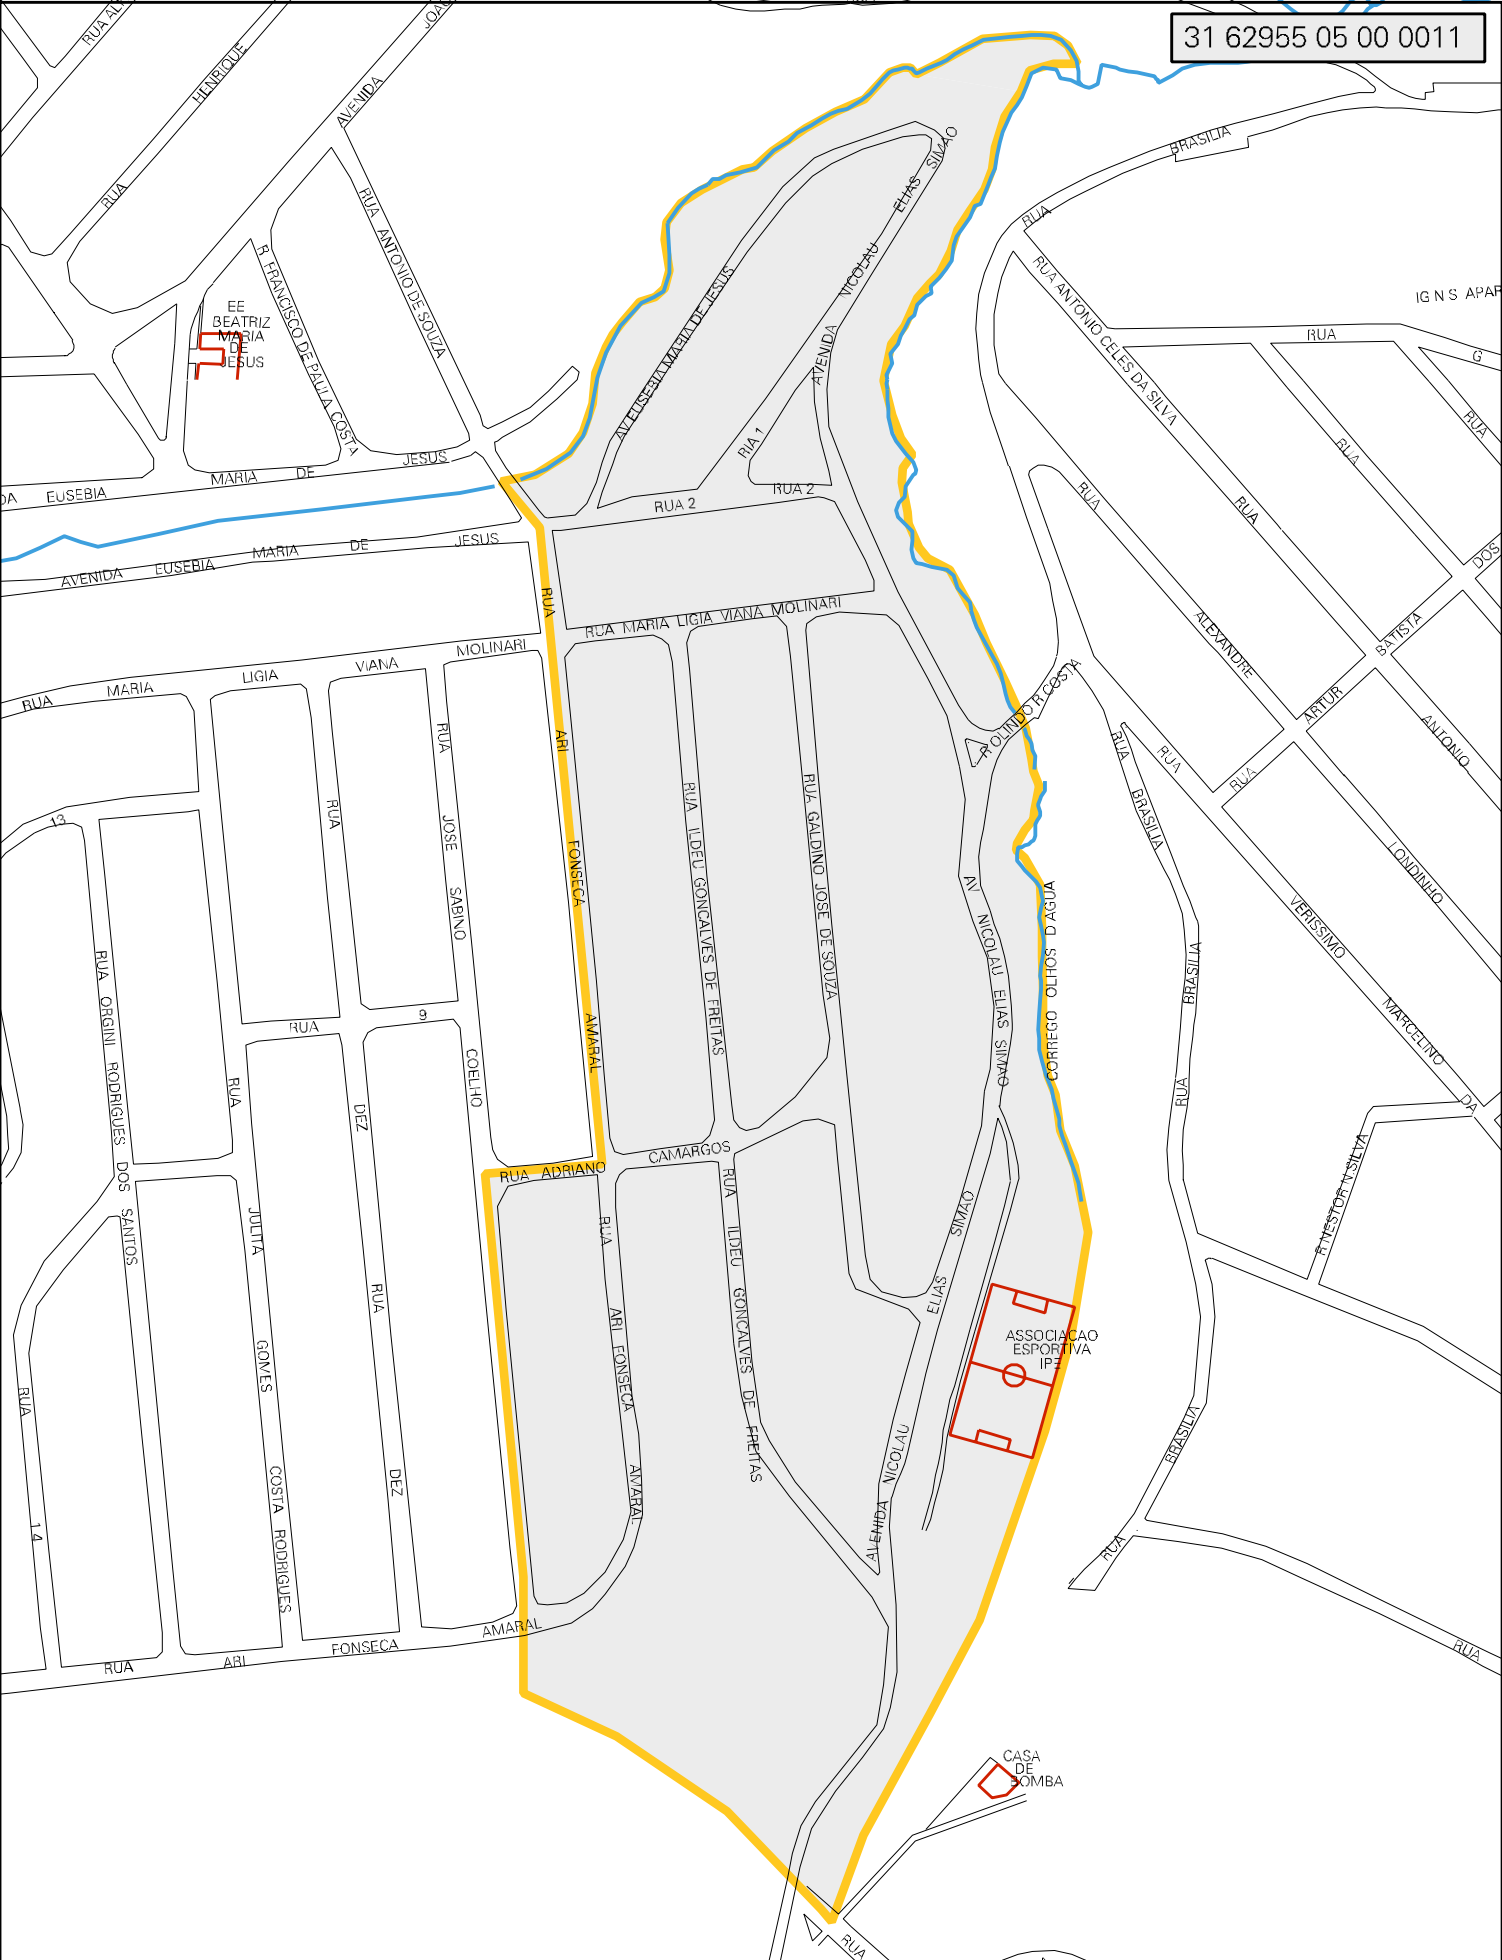 31 62955 05 00 0011
HENRIQUE
RUA
AVENIDA
BRASILIA
RUA
RUA ANTONIO DE SOUZA
R FRANCISCO DE PAULA COSTA
EE
BEATRIZ
MARIA
DE
JESUS
AV EUSEBIA MARIA DE JESUS
AVENIDA NICOLAU ELIAS SIMAO
RUA ANTONIO CELES DA SILVA
RUA
RUA
RUA
RUA
RUA
G
RIA 1
RUA 2
RUA 2
EUSEBIA MARIA DE JESUS
AVENIDA EUSEBIA MARIA DE JESUS
RUA MARIA LIGIA VIANA MOLINARI
RUA MARIA LIGIA VIANA MOLINARI
ALEXANDRE
RUA ARTUR BATISTA DOS
ANTONIO
R OLINDO R COSTA
RUA ARI FONSECA AMARAL
RUA JOSE SABINO COELHO
RUA
RUA ILDEU GONCALVES DE FREITAS
RUA GALDINO JOSE DE SOUZA
AV NICOLAU ELIAS SIMAO
CORREGO OLHOS D AGUA
RUA BRASILIA
RUA VERISSIMO MARCELINO DA
LONDINHO
BRASILIA
RUA
13
RUA ORGINI RODRIGUES DOS SANTOS
RUA 9
RUA JULITA GOMES COSTA RODRIGUES
DEZ
RUA
DEZ
RUA ADRIANO CAMARGOS
R NESTOR N SILVA
RUA ILDEU GONCALVES DE FREITAS
RUA ARI FONSECA AMARAL
AVENIDA NICOLAU ELIAS SIMAO
ASSOCIACAO
ESPORTIVA
IPE
RUA BRASILIA
RUA 14
RUA ARI FONSECA AMARAL
RUA
CASA
DE
BOMBA
RUA